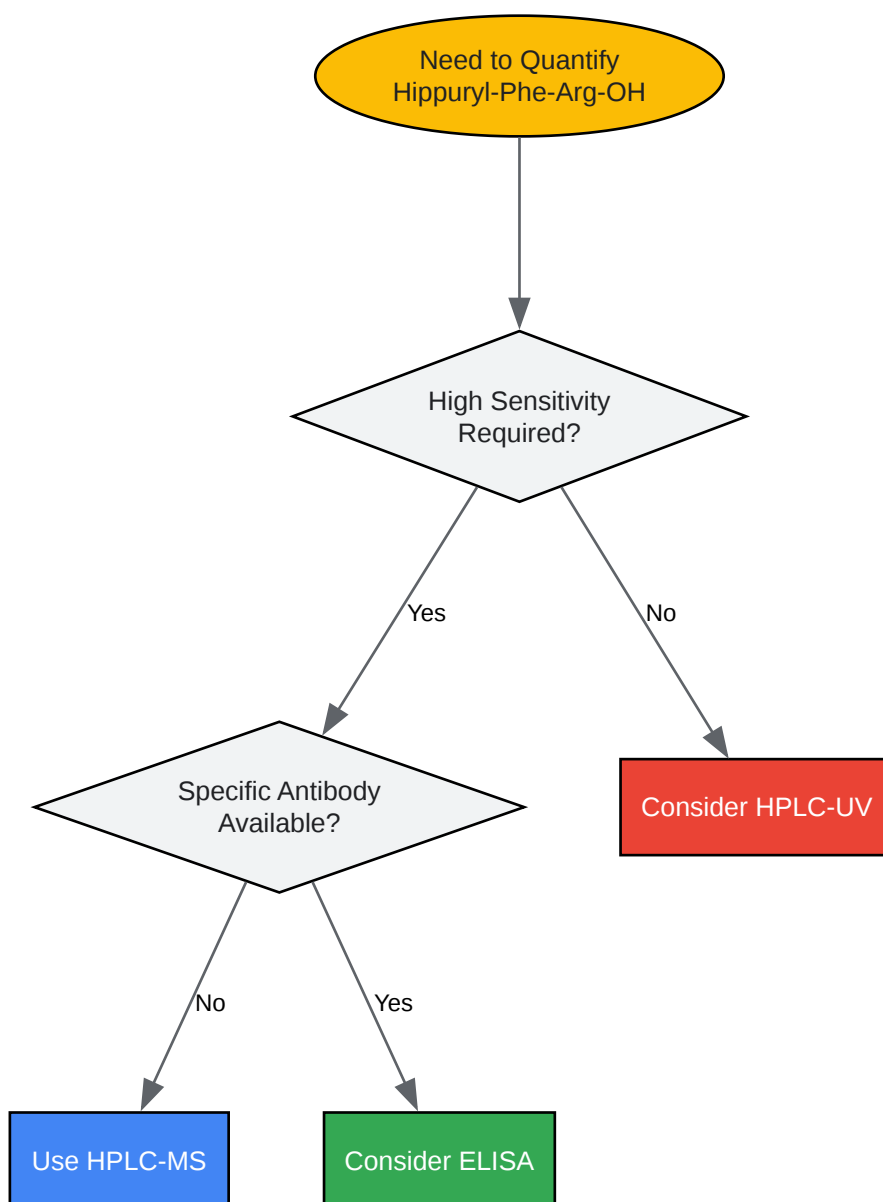 Need to Quantify
Hippuryl-Phe-Arg-OH
High Sensitivity
Required?
Yes
No
Specific Antibody
Available?
Consider HPLC-UV
No
Yes
Use HPLC-MS
Consider ELISA